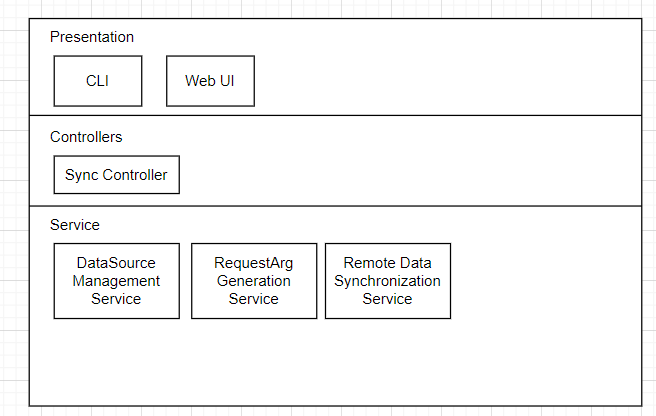 Presentation
CLI
Web UI
Controllers
Sync Controller
Service
DataSource
Management
Service
RequestArg
Generation
Service
Remote Data
Synchronization
Service